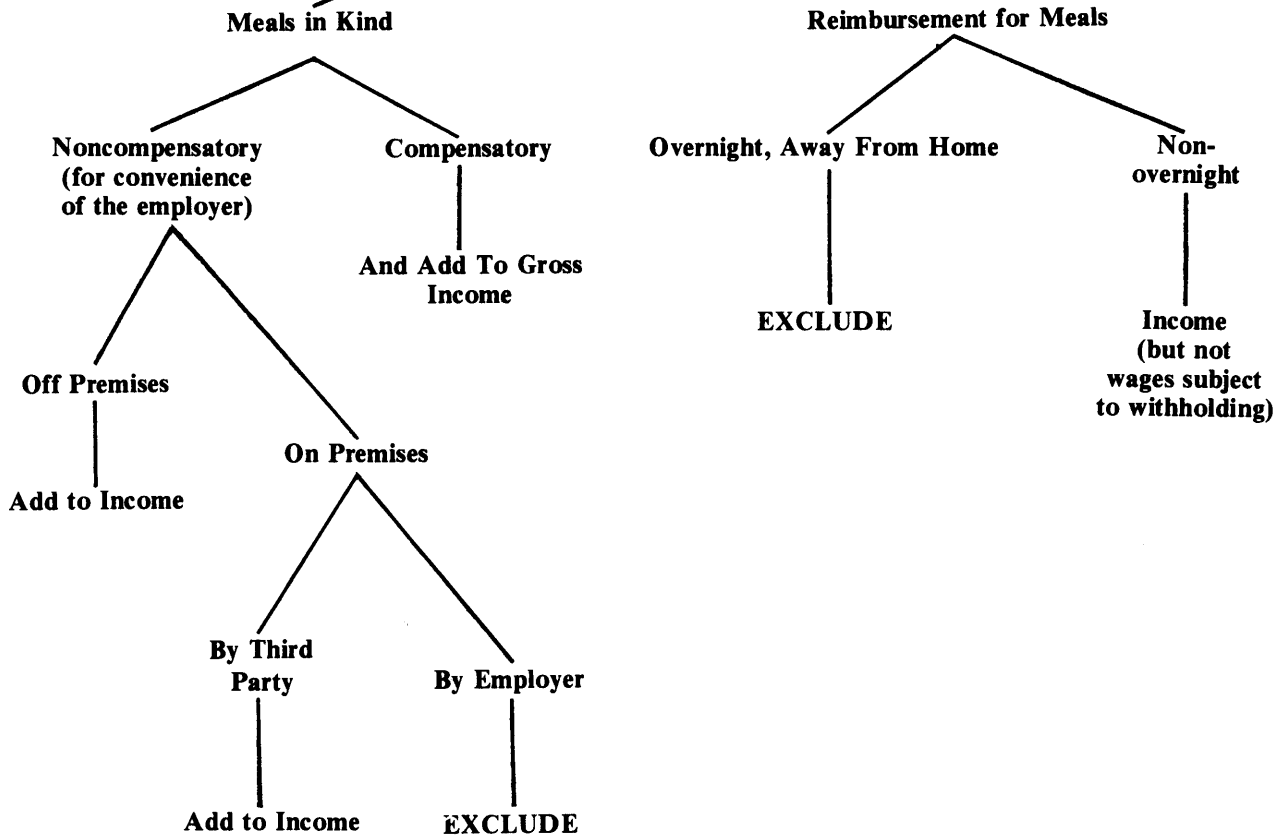 Meals in Kind
Noncompensatory
(for convenience
of the employer)
Compensatory
And Add To Gross
Income
Off Premises
Add to Income
On Premises
By Third
Party
Add to Income
By Employer
EXCLUDE
Reimbursement for Meals
Overnight, Away From Home
EXCLUDE
Non-
overnight
Income
(but not
wages subject
to withholding)